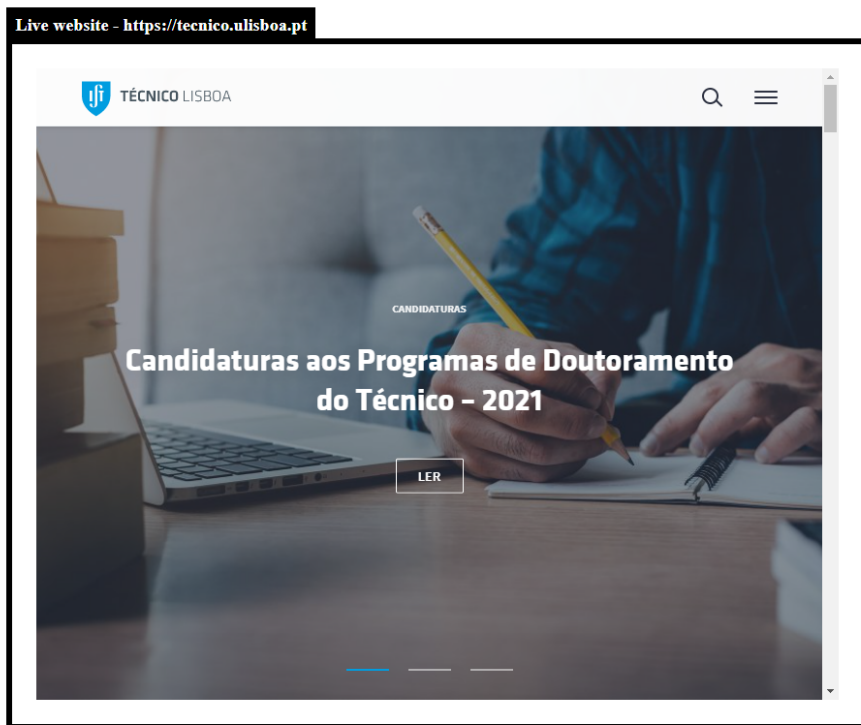 Live website - https://tecnico.ulisboa.pt
TÉCNICO LISBOA
CANDIDATURAS
Candidaturas aos Programas de Doutoramento
do Técnico – 2021
LER